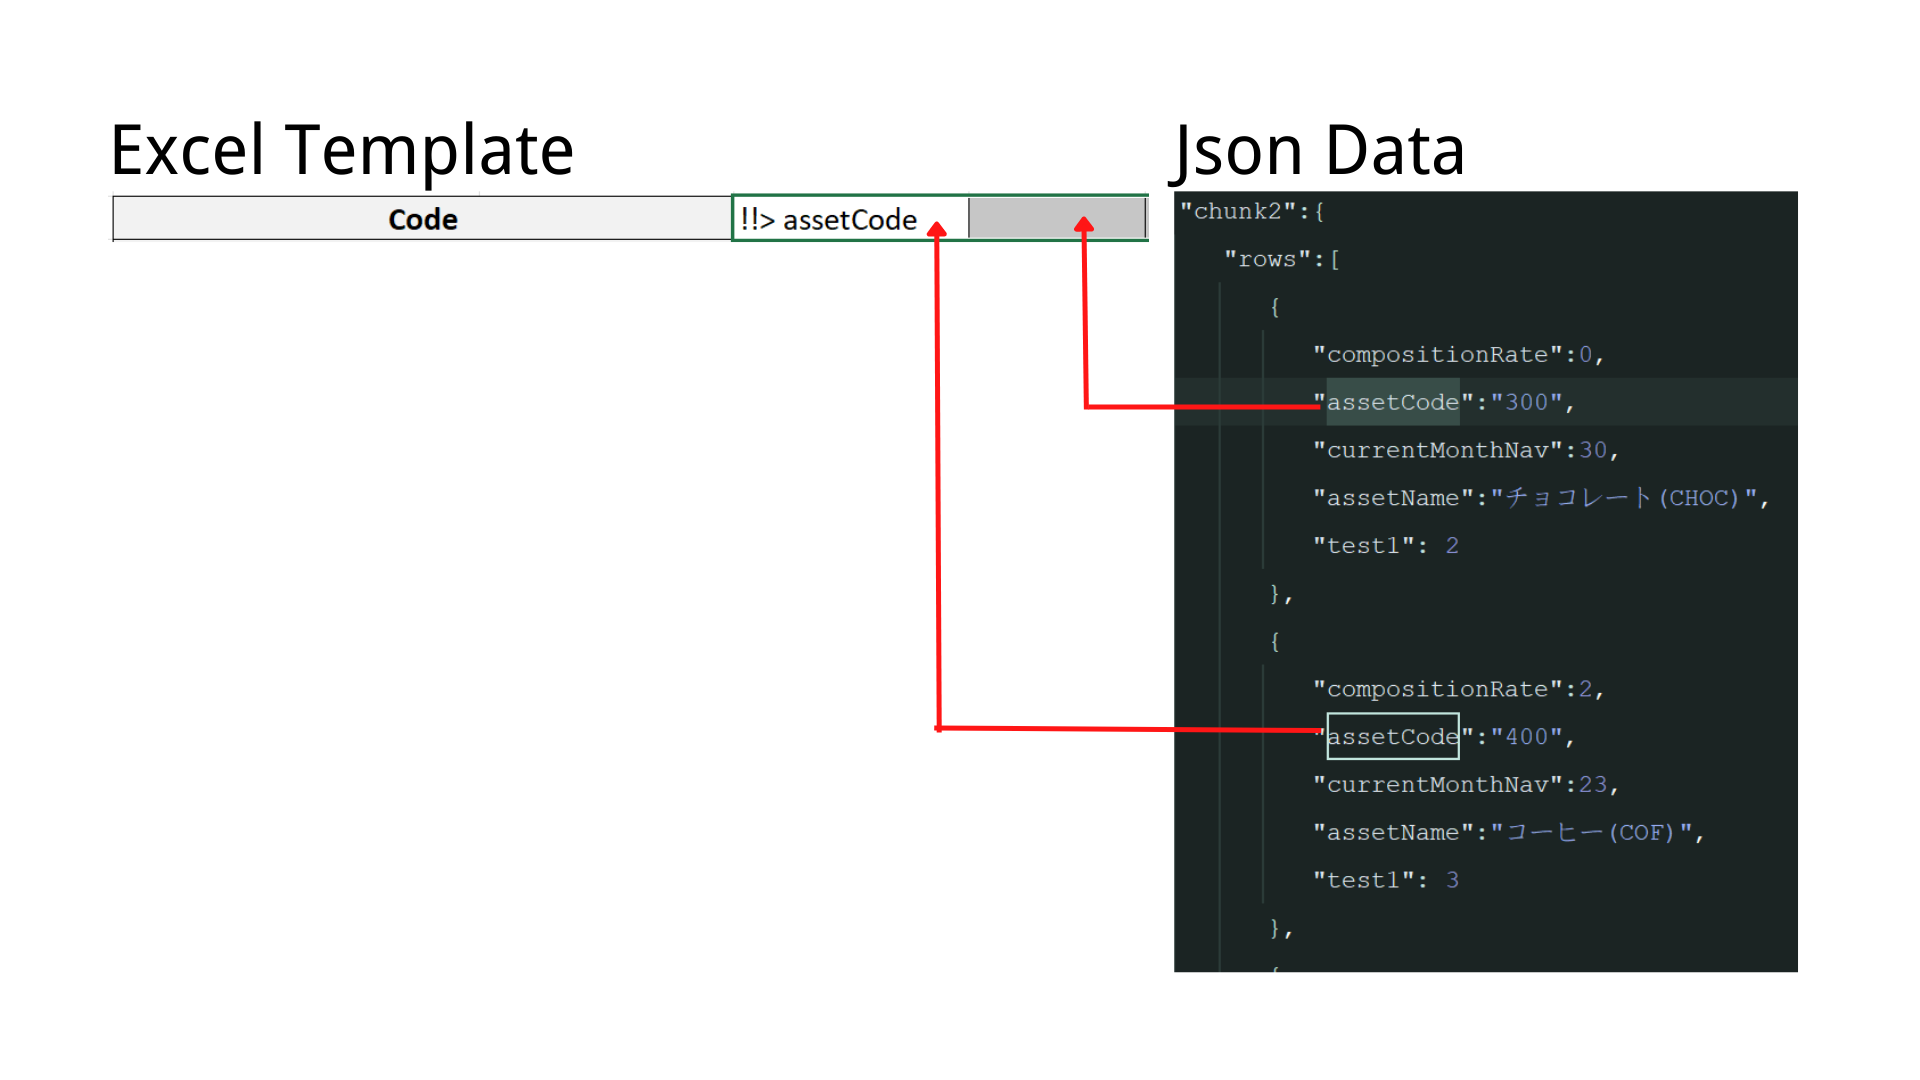 Excel Template
Code
!!> assetCode
Json Data
"chunk2":{
"rows":[
{
"compositionRate":0,
"assetCode":"300",
"currentMonthNav":30,
"assetName":"チョコレート(CHOC)",
"test1": 2
},
{
"compositionRate":2,
"assetCode":"400",
"currentMonthNav":23,
"assetName":"コーヒー(COF)",
"test1": 3
},